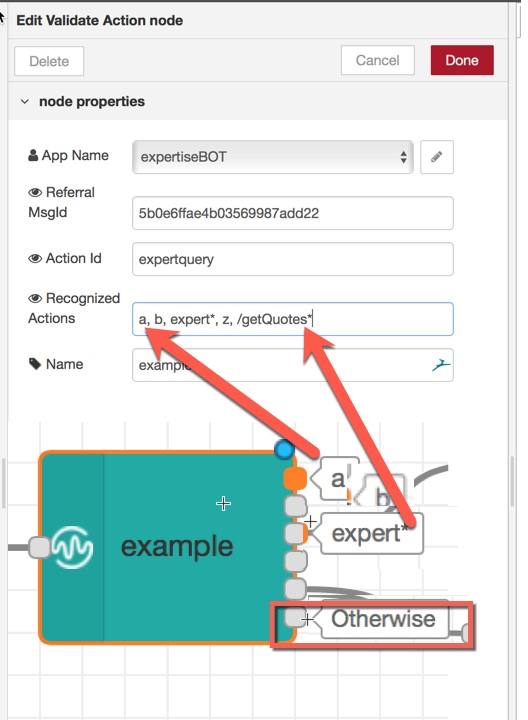 Edit Validate Action node
Delete
Cancel
Done
node properties
App Name
expertiseBOT
Referral
MsgId
5b0e6ffae4b03569987add22
Action Id
expertquery
Recognized
Actions
a, b, expert*, z, /getQuotes*
Name
example
a
b
example
expert*
Otherwise